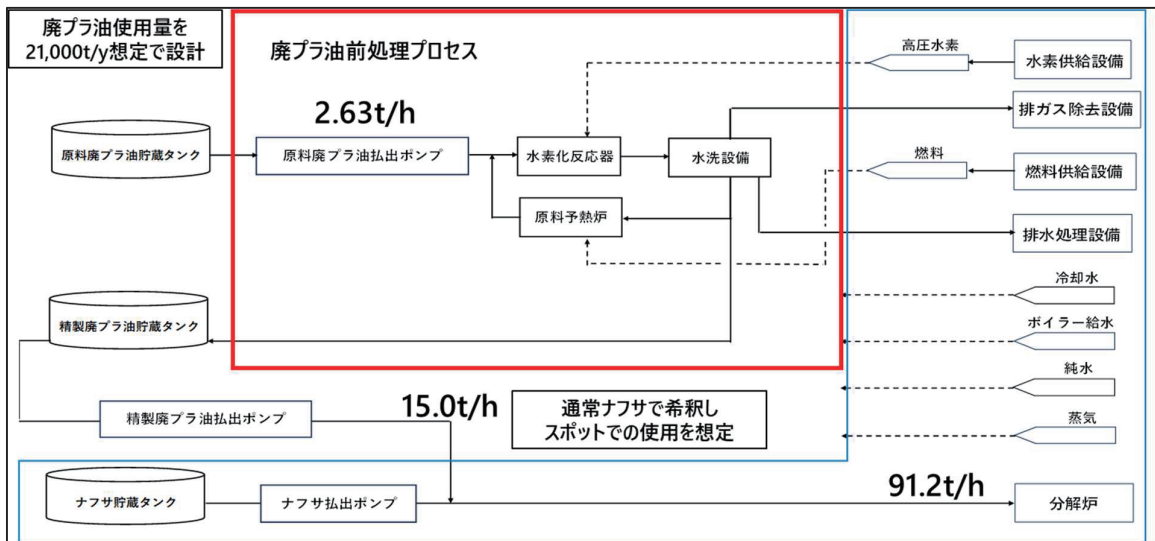 廃プラ油使用量を
21,000t/y想定で設計
廃プラ油前処理プロセス
高圧水素
水素供給設備
2.63t/h
排ガス除去設備
原料廃プラ油貯蔵タンク
原料廃プラ油払出ポンプ
水素化反応器
水洗設備
燃料
燃料供給設備
原料予熱炉
排水処理設備
冷却水
精製廃プラ油貯蔵タンク
ボイラー給水
純水
15.0t/h
通常ナフサで希釈し
スポットでの使用を想定
精製廃プラ油払出ポンプ
蒸気
91.2t/h
ナフサ貯蔵タンク
ナフサ払出ポンプ
分解炉